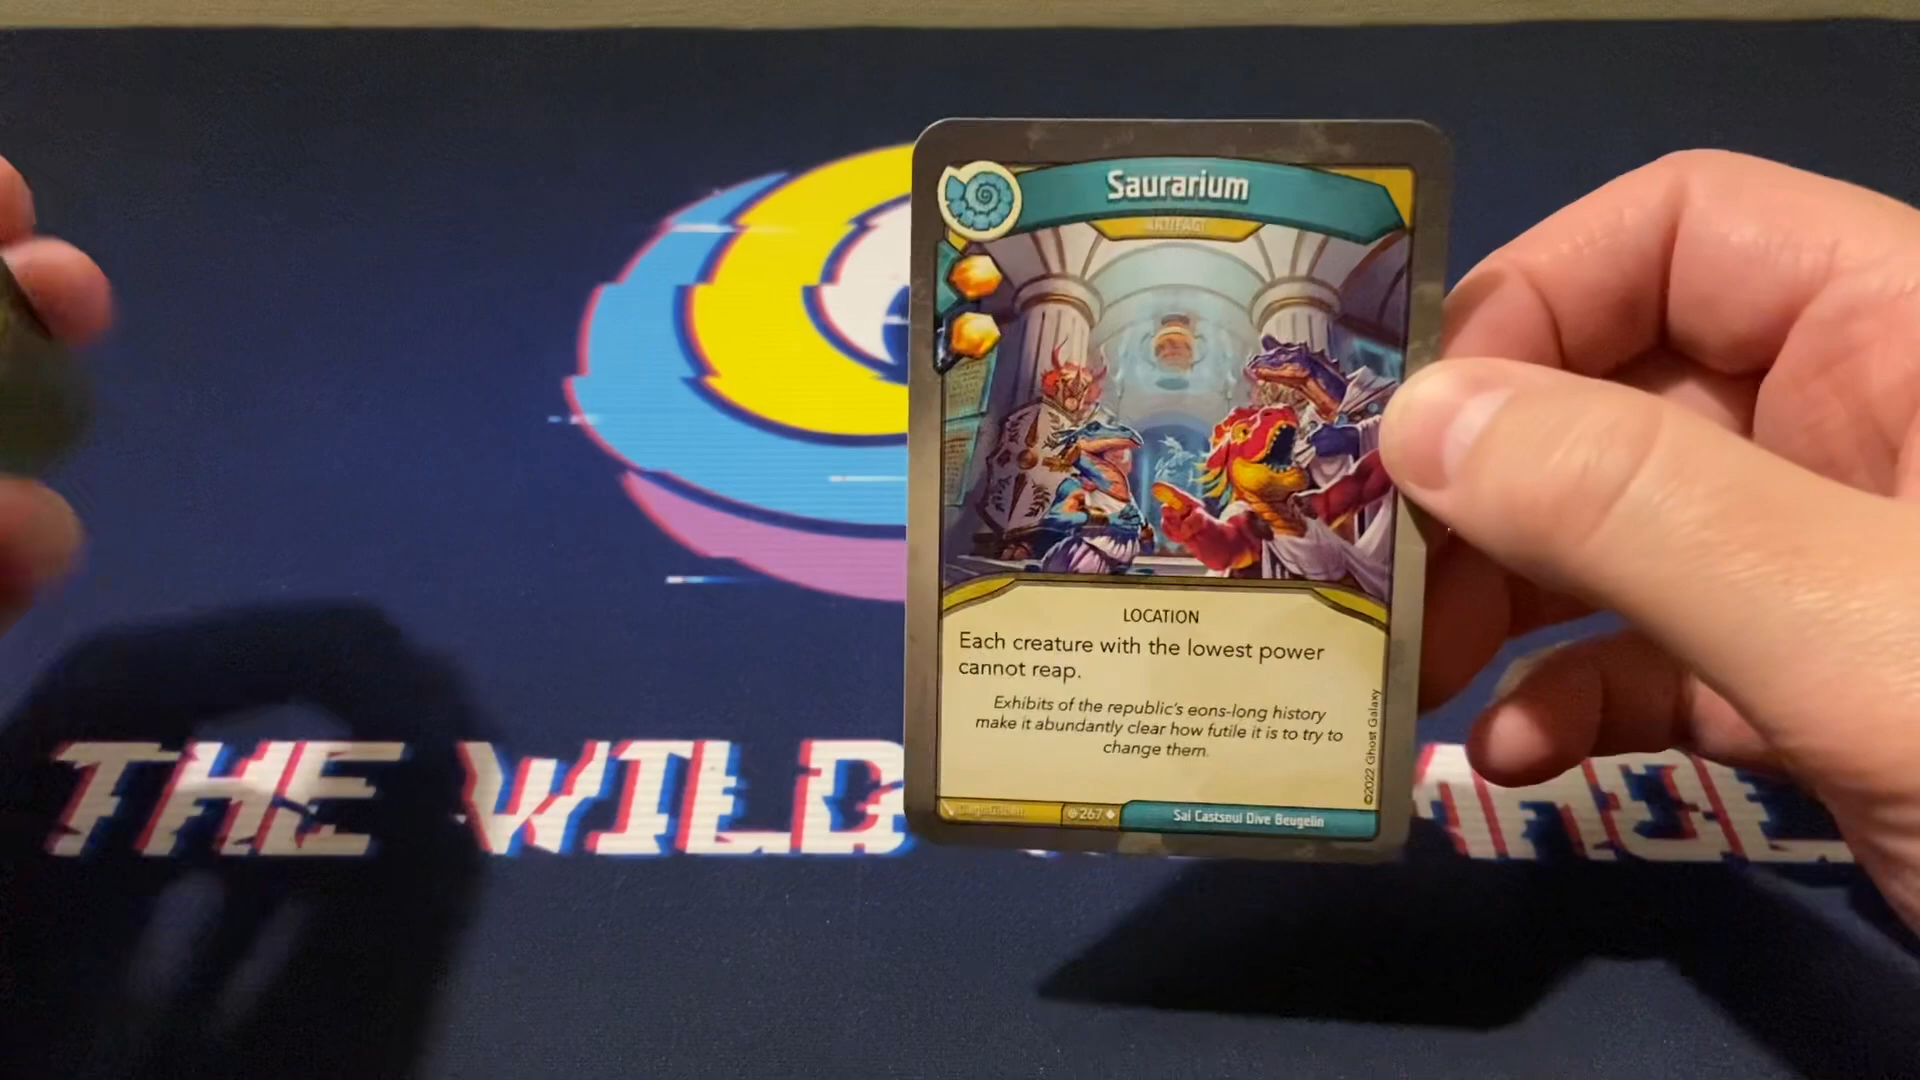 Saurarium
ARTIFACT
LOCATION
Each creature with the lowest power
cannot reap.
Exhibits of the republic's eons-long history
make it abundantly clear how futile it is to try to
change them.
©2022 Ghost Galaxy
267
Sal Castsoul Dive Beugelin
THE WILD